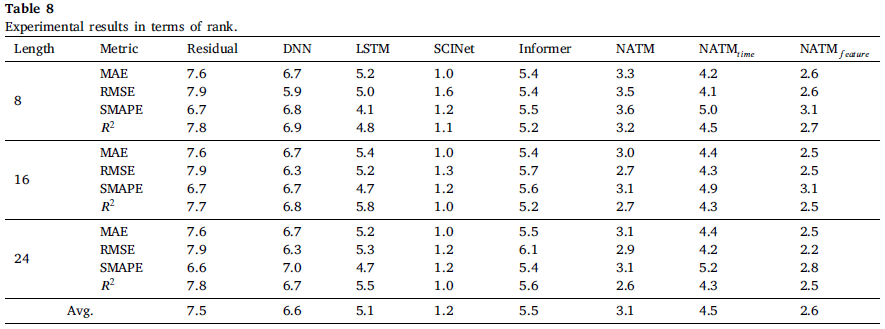 Table 8
Experimental results in terms of rank.
Length Metric Residual DNN LSTM SCINet Informer NATM NATM_time NATM_feature
8
MAE 7.6 6.7 5.2 1.0 5.4 3.3 4.2 2.6
RMSE 7.9 5.9 5.0 1.6 5.4 3.5 4.1 2.6
SMAPE 6.7 6.8 4.1 1.2 5.5 3.6 5.0 3.1
R² 7.8 6.9 4.8 1.1 5.2 3.2 4.5 2.7
16
MAE 7.6 6.7 5.4 1.0 5.4 3.0 4.4 2.5
RMSE 7.9 6.3 5.2 1.3 5.7 2.7 4.3 2.5
SMAPE 6.7 6.7 4.7 1.2 5.6 3.1 4.9 3.1
R² 7.7 6.8 5.8 1.0 5.2 2.7 4.3 2.5
24
MAE 7.6 6.7 5.2 1.0 5.5 3.1 4.4 2.5
RMSE 7.9 6.3 5.3 1.2 6.1 2.9 4.2 2.2
SMAPE 6.6 7.0 4.7 1.2 5.4 3.1 5.2 2.8
R² 7.8 6.7 5.5 1.0 5.6 2.6 4.3 2.5
Avg. 7.5 6.6 5.1 1.2 5.5 3.1 4.5 2.6